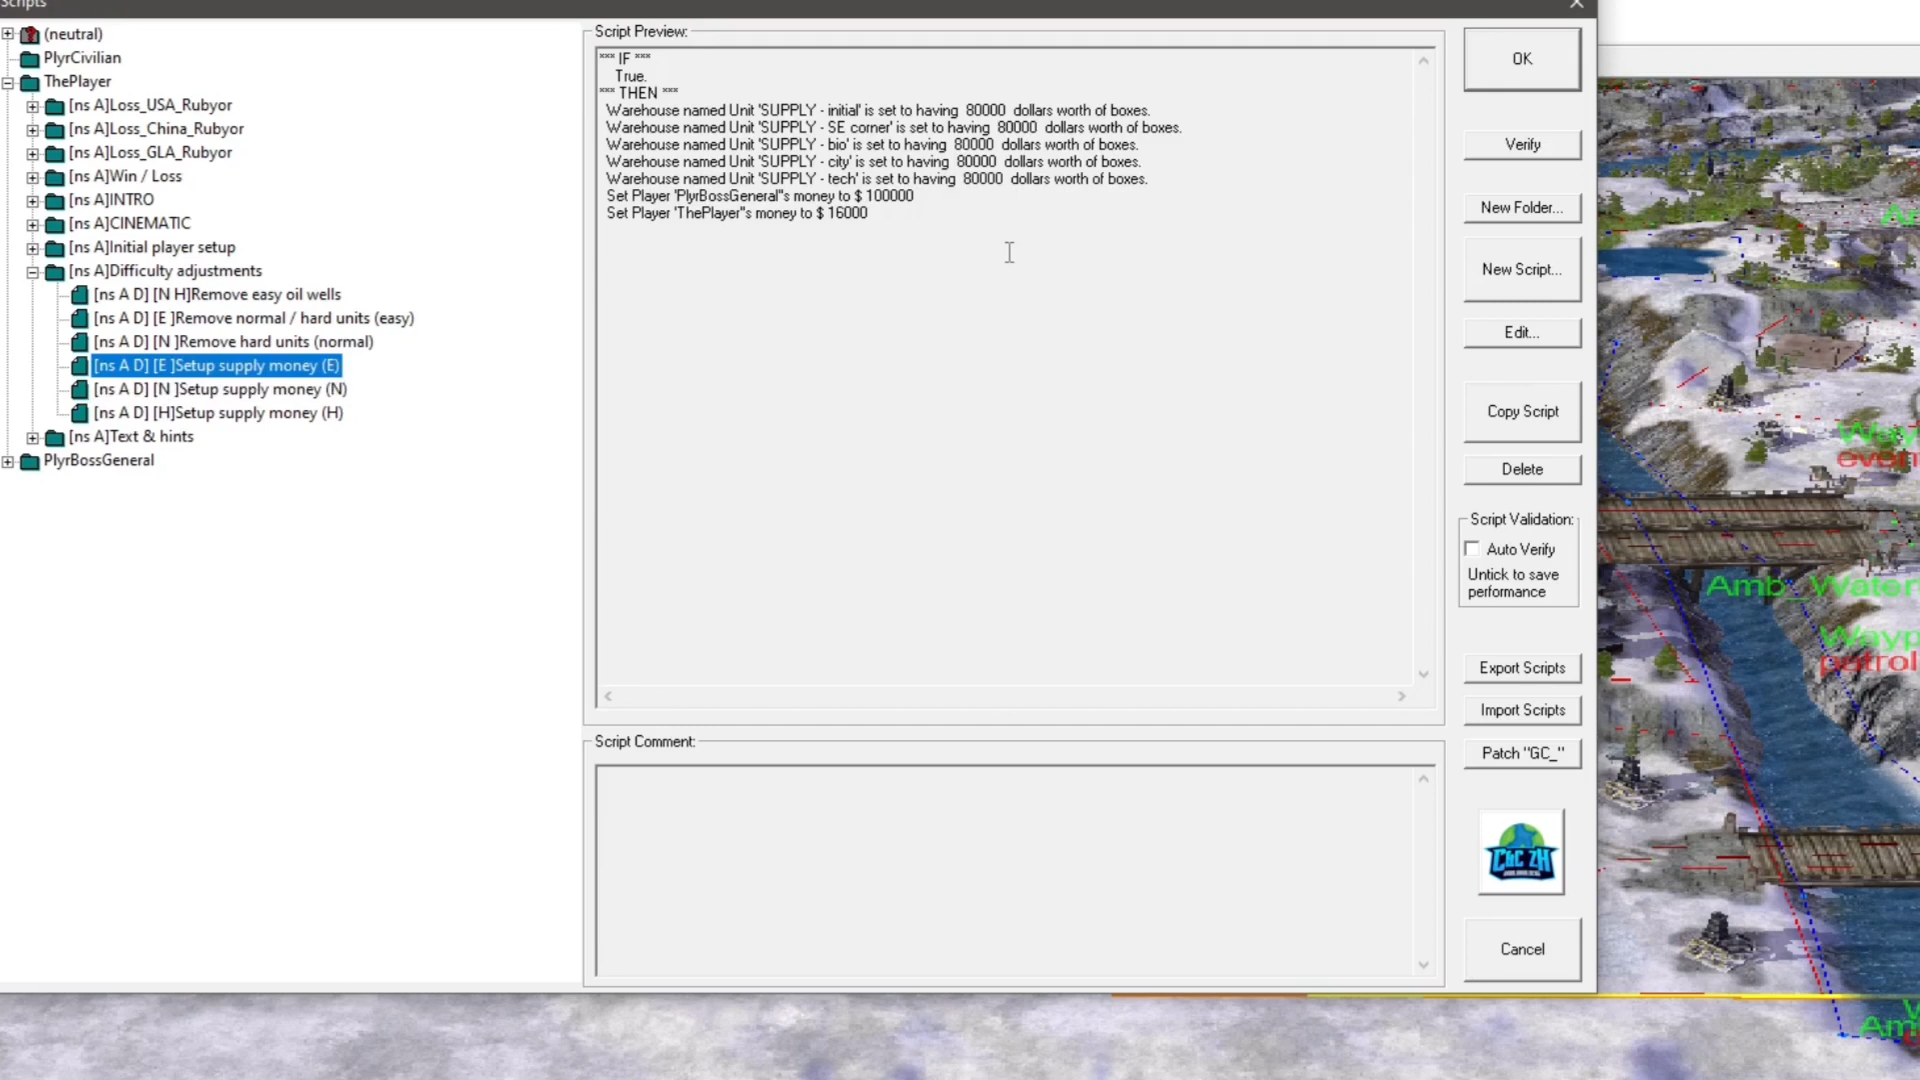 Scripts
(neutral)
PlyrCivilian
ThePlayer
[ns A]Loss_USA_Rubyor
[ns A]Loss_China_Rubyor
[ns A]Loss_GLA_Rubyor
[ns A]Win / Loss
[ns A]INTRO
[ns A]CINEMATIC
[ns A]Initial player setup
[ns A]Difficulty adjustments
[ns A D] [N H]Remove easy oil wells
[ns A D] [E ]Remove normal / hard units (easy)
[ns A D] [N ]Remove hard units (normal)
[ns A D] [E ]Setup supply money (E)
[ns A D] [N ]Setup supply money (N)
[ns A D] [H]Setup supply money (H)
[ns A]Text & hints
PlyrBossGeneral
Script Preview:
*** IF ***
True.
*** THEN ***
Warehouse named Unit 'SUPPLY - initial' is set to having  80000  dollars worth of boxes.
Warehouse named Unit 'SUPPLY - SE corner' is set to having  80000  dollars worth of boxes.
Warehouse named Unit 'SUPPLY - bio' is set to having  80000  dollars worth of boxes.
Warehouse named Unit 'SUPPLY - city' is set to having  80000  dollars worth of boxes.
Warehouse named Unit 'SUPPLY - tech' is set to having  80000  dollars worth of boxes.
Set Player 'PlyrBossGeneral''s money to $ 100000
Set Player 'ThePlayer''s money to $ 16000
Script Comment:
OK
Verify
New Folder...
New Script...
Edit...
Copy Script
Delete
Script Validation:
Auto Verify
Untick to save
performance
Export Scripts
Import Scripts
Patch "GC_"
C&C ZH
Cancel
Amb_Water
patrol